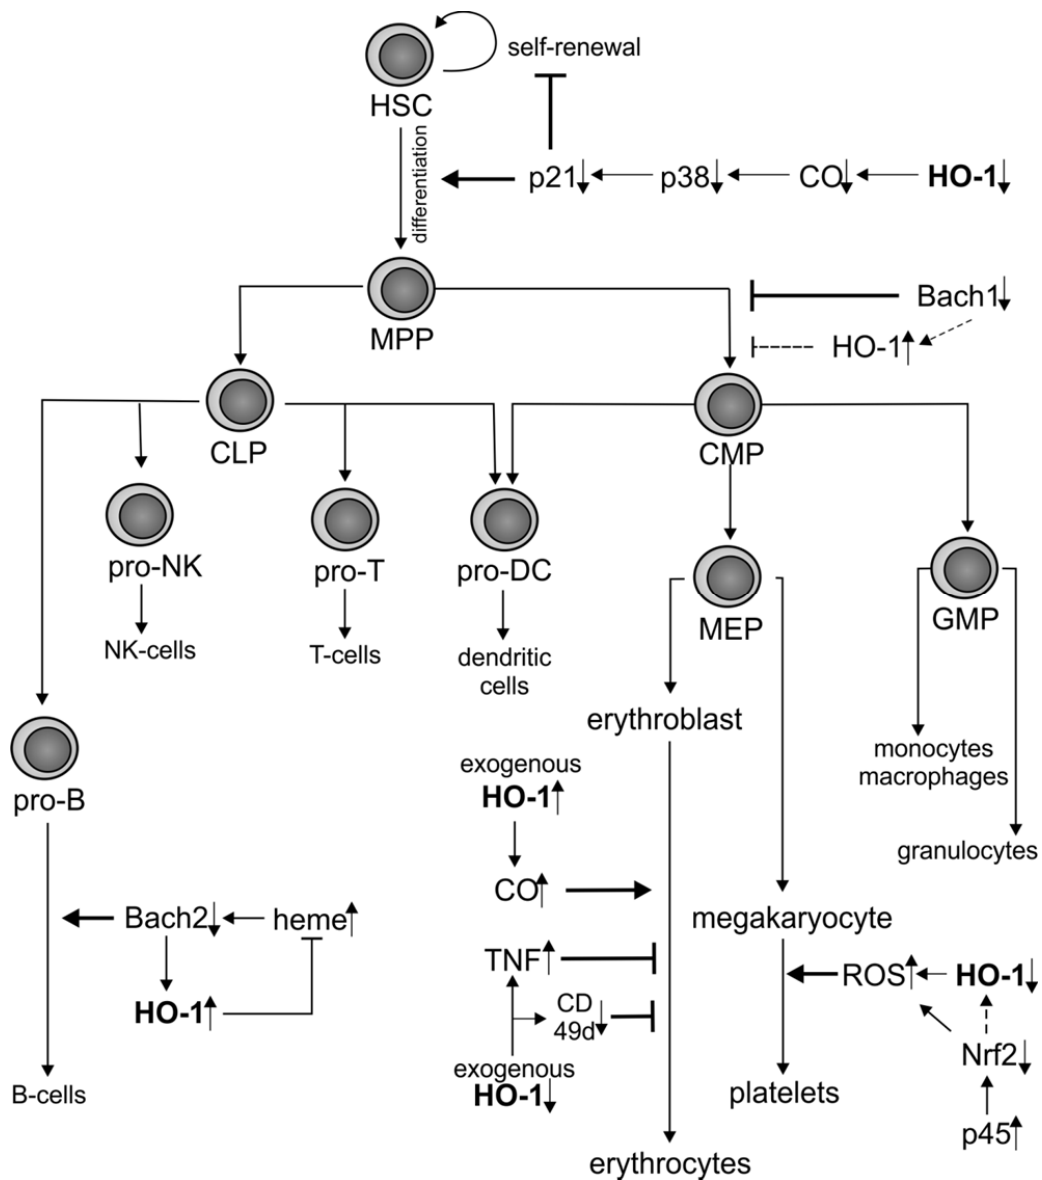 self-renewal
HSC
differentiation
p21↓ p38↓ CO↓ HO-1↓
MPP
Bach1↓
HO-1↑
CLP
CMP
pro-NK
pro-T
pro-DC
MEP
GMP
NK-cells
T-cells
dendritic
cells
erythroblast
monocytes
macrophages
pro-B
exogenous
HO-1↑
granulocytes
CO↑
Bach2↓ heme↑
megakaryocyte
TNF↑
ROS↑ HO-1↓
HO-1↑
CD
49d↓
Nrf2↓
exogenous
HO-1↓
B-cells
platelets
p45↑
erythrocytes